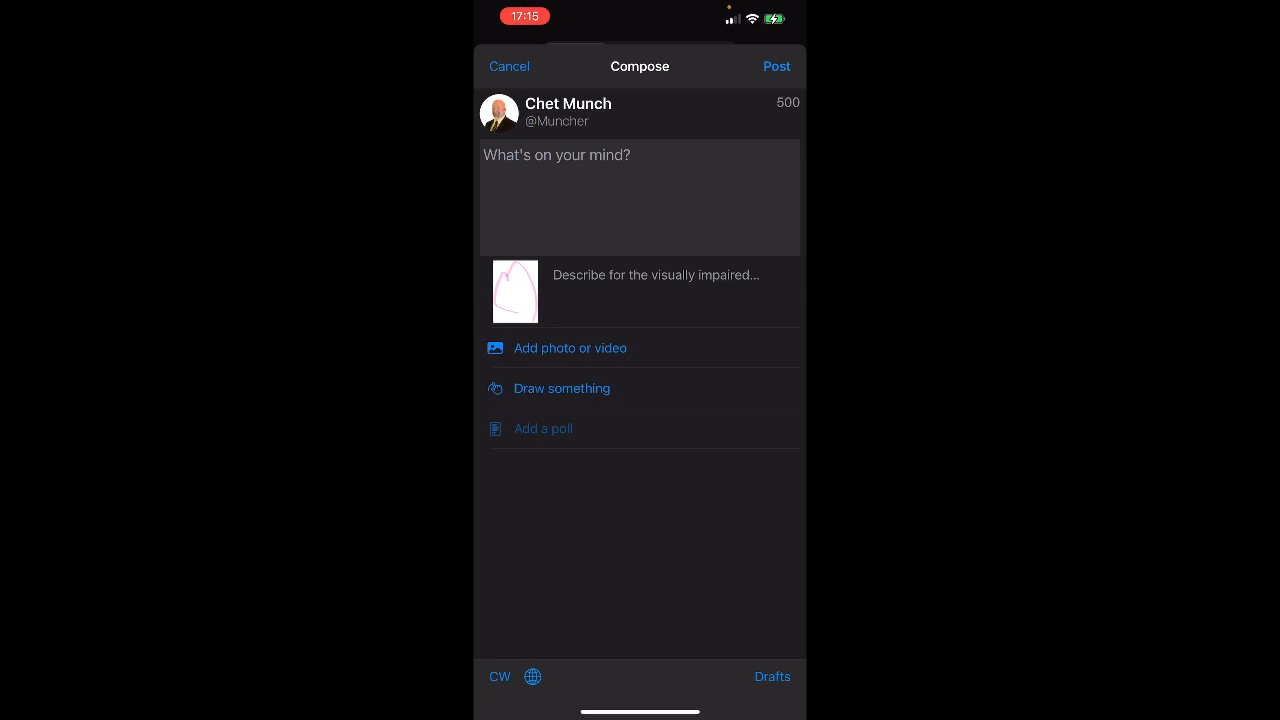 17:15
Cancel Compose Post
Chet Munch 500
@Muncher
What's on your mind?
Describe for the visually impaired...
Add photo or video
Draw something
Add a poll
CW Drafts